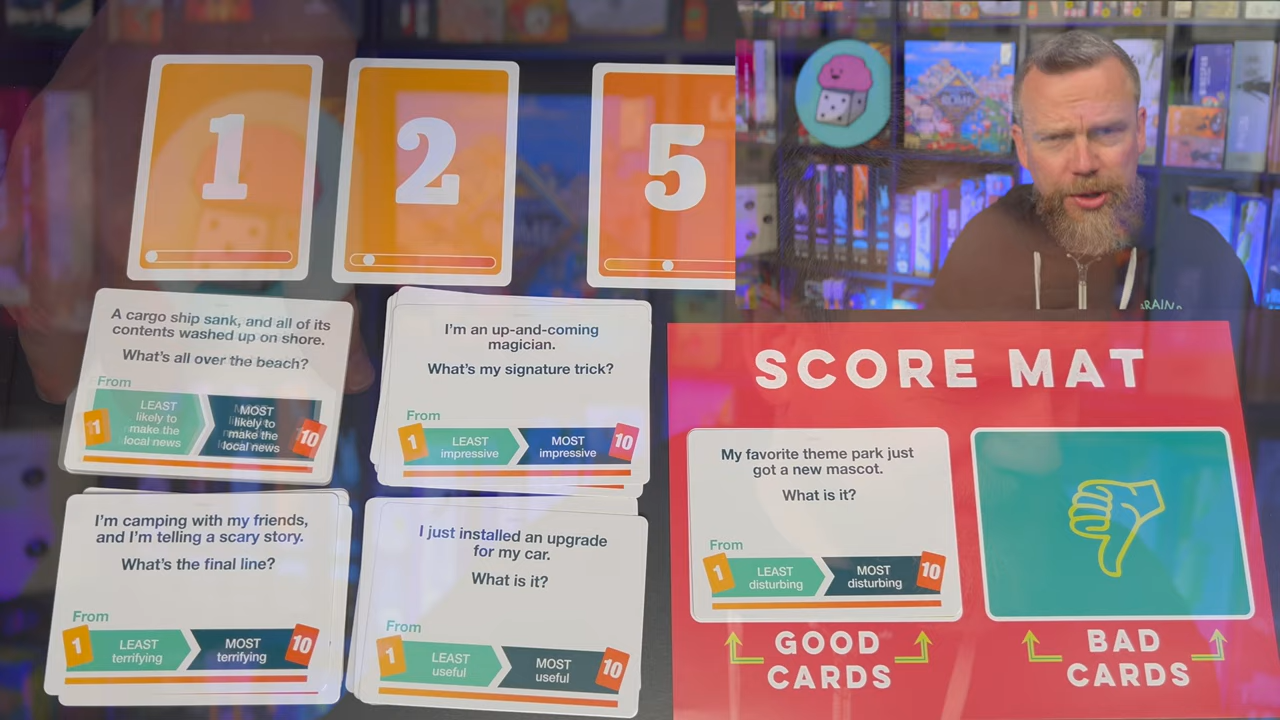 1
2
5
A cargo ship sank, and all of its
contents washed up on shore.
What's all over the beach?
From
1
LEAST
likely to
make the
local news
MOST
likely to
make the
local news
10
I'm an up-and-coming
magician.
What's my signature trick?
From
1
LEAST
impressive
MOST
impressive
10
I'm camping with my friends,
and I'm telling a scary story.
What's the final line?
From
1
LEAST
terrifying
MOST
terrifying
10
I just installed an upgrade
for my car.
What is it?
From
1
LEAST
useful
MOST
useful
10
SCORE MAT
My favorite theme park just
got a new mascot.
What is it?
From
1
LEAST
disturbing
MOST
disturbing
10
GOOD
CARDS
BAD
CARDS